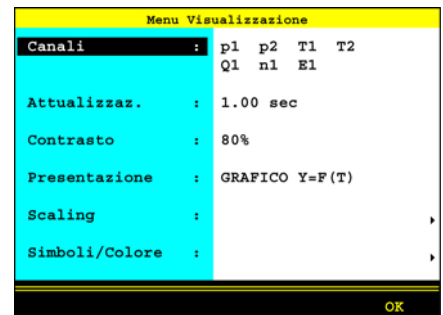 Menu Visualizzazione
Canali : p1 p2 T1 T2
Q1 n1 E1
Attualizzaz. : 1.00 sec
Contrasto : 80%
Presentazione : GRAFICO Y=F(T)
Scaling :
Simboli/Colore :
OK